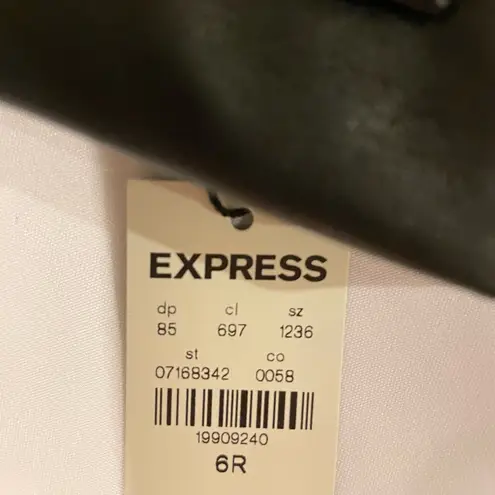 EXPRESS
dp cl sz
85 697 1236
st co
07168342 0058
19909240
6R